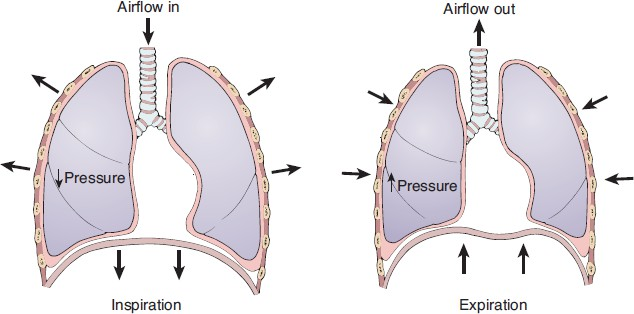 Airflow in
Airflow out
↓ Pressure
↑ Pressure
Inspiration
Expiration